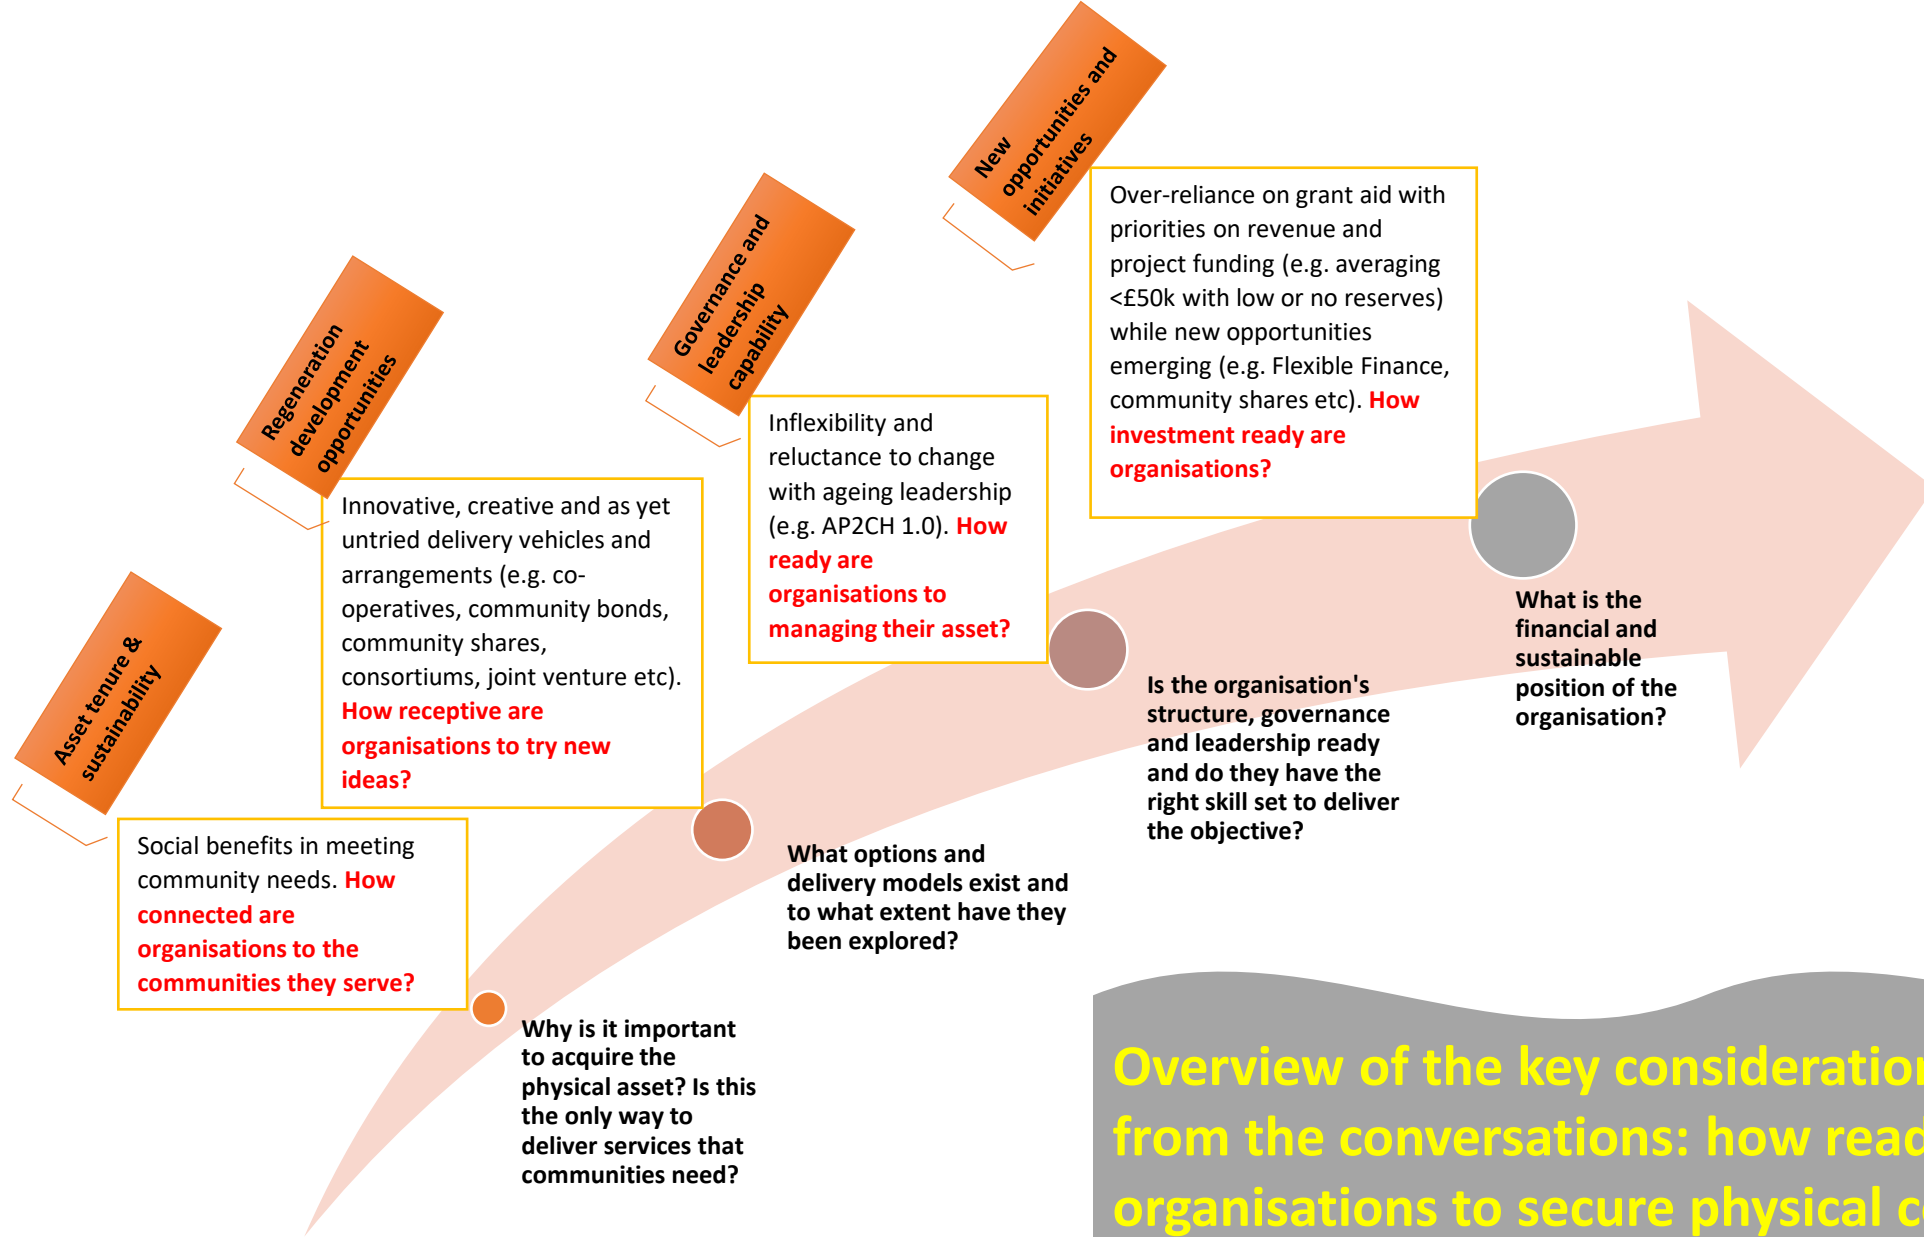 Asset tenure &
sustainability
Social benefits in meeting
community needs. How
connected are
organisations to the
communities they serve?
Why is it important
to acquire the
physical asset? Is this
the only way to
deliver services that
communities need?
Regeneration
development
opportunities
Innovative, creative and as yet
untried delivery vehicles and
arrangements (e.g. co-
operatives, community bonds,
community shares,
consortiums, joint venture etc).
How receptive are
organisations to try new
ideas?
What options and
delivery models exist and
to what extent have they
been explored?
Governance and
leadership
capability
Inflexibility and
reluctance to change
with ageing leadership
(e.g. AP2CH 1.0). How
ready are
organisations to
managing their asset?
Is the organisation's
structure, governance
and leadership ready
and do they have the
right skill set to deliver
the objective?
New
opportunities and
initiatives
Over-reliance on grant aid with
priorities on revenue and
project funding (e.g. averaging
<£50k with low or no reserves)
while new opportunities
emerging (e.g. Flexible Finance,
community shares etc). How
investment ready are
organisations?
What is the
financial and
sustainable
position of the
organisation?
Overview of the key
from the conversations: how
organisations to secure physical